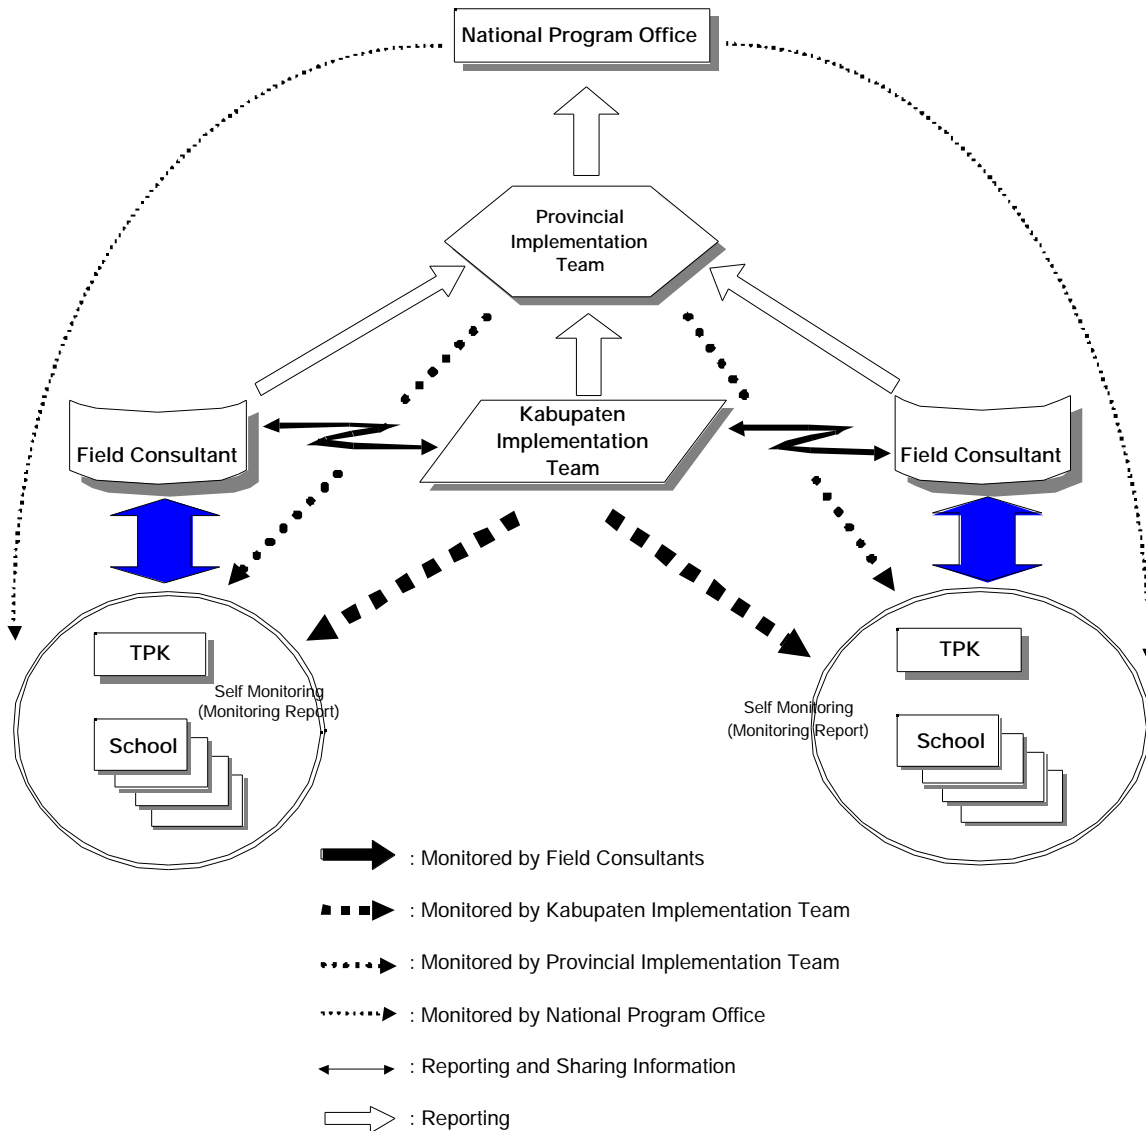 National Program Office
Provincial
Implementation
Team
Kabupaten
Implementation
Team
Field Consultant
Field Consultant
TPK
Self Monitoring
(Monitoring Report)
School
TPK
Self Monitoring
(Monitoring Report)
School
: Monitored by Field Consultants
: Monitored by Kabupaten Implementation Team
: Monitored by Provincial Implementation Team
: Monitored by National Program Office
: Reporting and Sharing Information
: Reporting